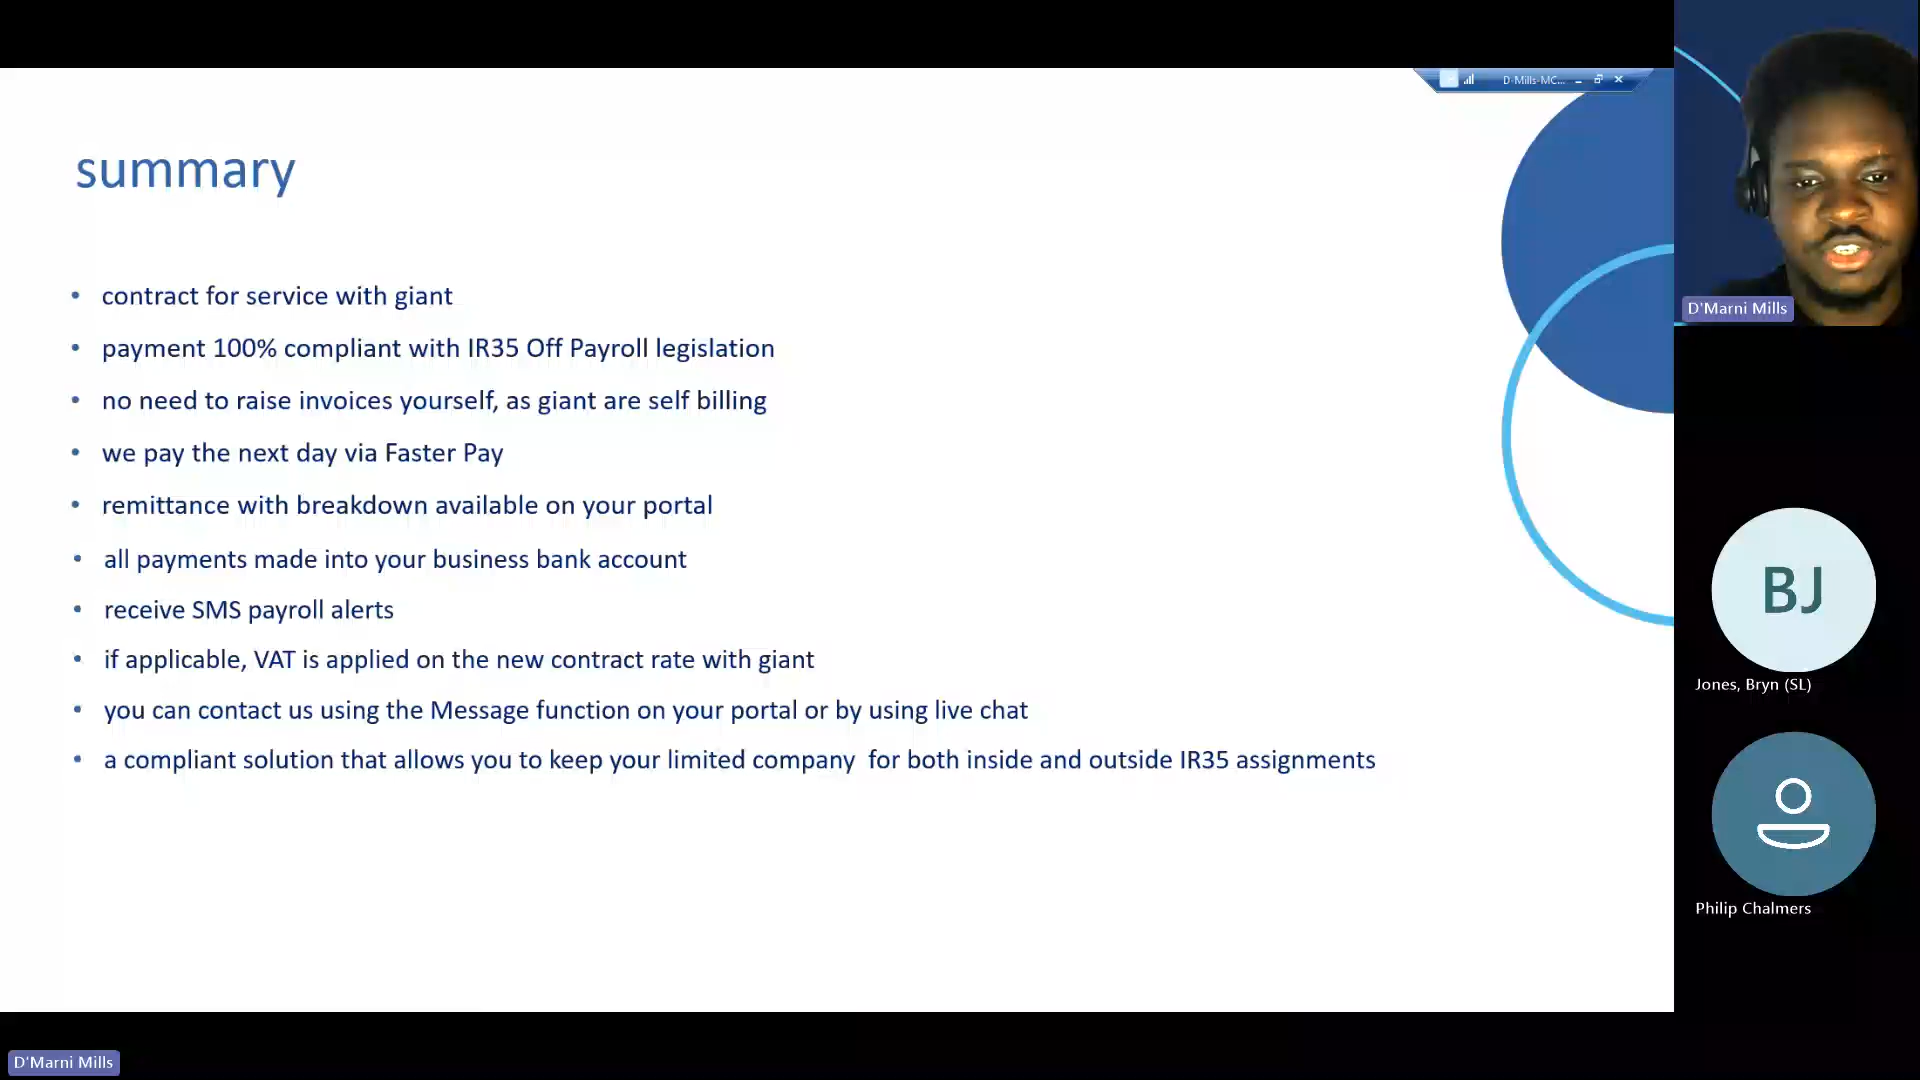 D-Mills-MC...
summary
• contract for service with giant
• payment 100% compliant with IR35 Off Payroll legislation
• no need to raise invoices yourself, as giant are self billing
• we pay the next day via Faster Pay
• remittance with breakdown available on your portal
• all payments made into your business bank account
• receive SMS payroll alerts
• if applicable, VAT is applied on the new contract rate with giant
• you can contact us using the Message function on your portal or by using live chat
• a compliant solution that allows you to keep your limited company  for both inside and outside IR35 assignments
D'Marni Mills
BJ
Jones, Bryn (SL)
Philip Chalmers
D'Marni Mills